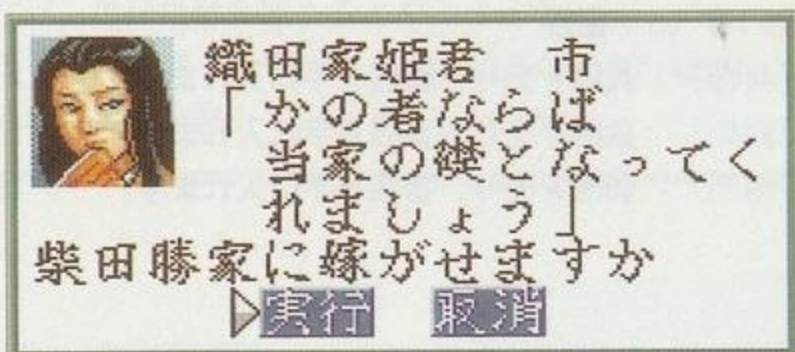 織田家姫君　市
「かの者ならば
当家の礎となってく
れましょう」
柴田勝家に嫁がせますか
▷実行　取消